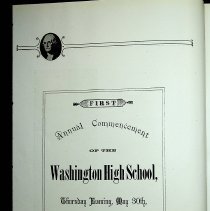 FIRST
Annual Commencement
OF THE
Washington High School,
Thursday Evening, May 30th,